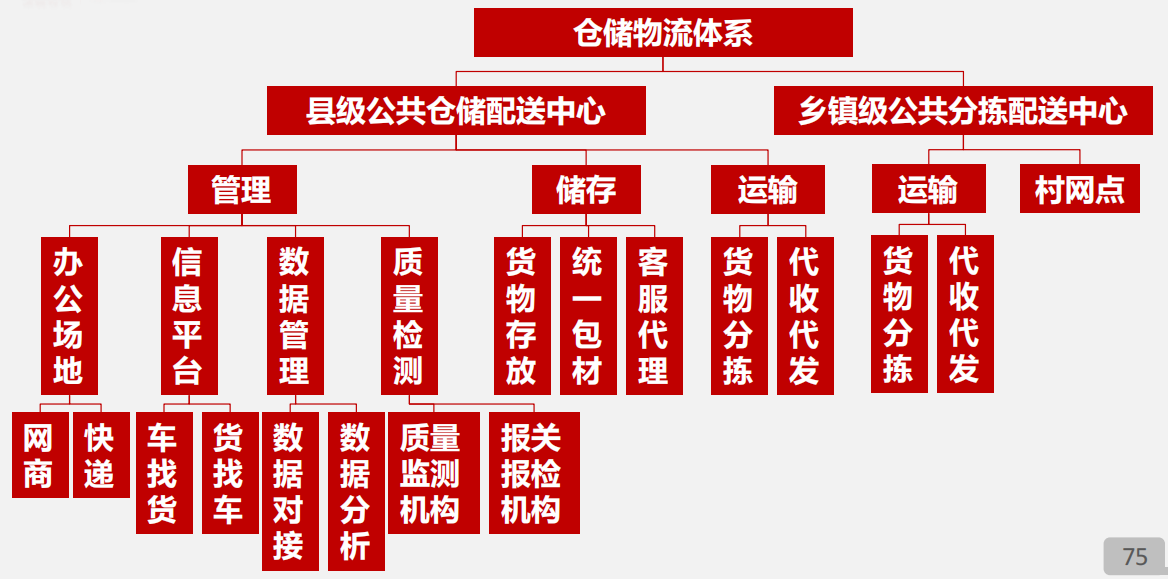 仓储物流体系
县级公共仓储配送中心
乡镇级公共分拣配送中心
管理
储存
运输
运输
村网点
办公场地
信息平台
数据管理
质量检测
货物存放
统一包材
客服代理
货物分拣
代收代发
货物分拣
代收代发
网商
快递
车找货
货找车
数据对接
数据分析
质量
监测
机构
报关
报检
机构
75